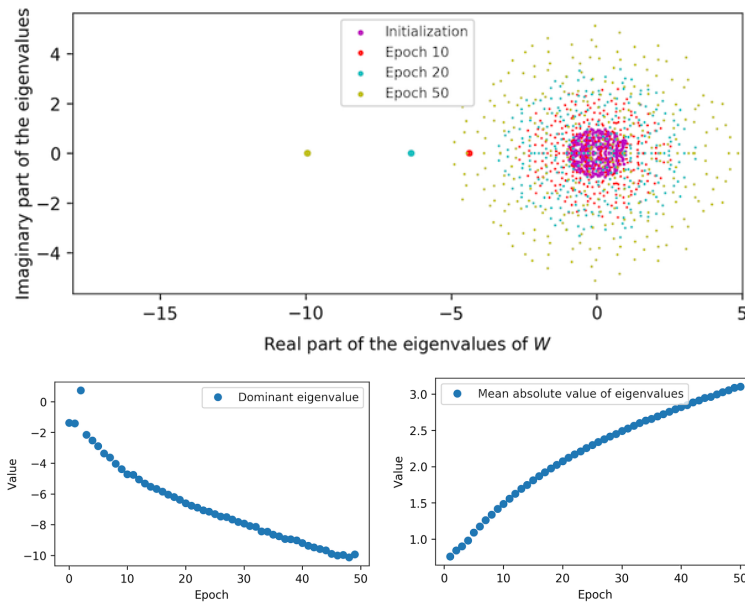 Initialization
Epoch 10
Epoch 20
Epoch 50
Imaginary part of the eigenvalues
4
2
0
−2
−4
−15
−10
−5
0
5
Real part of the eigenvalues of W
Dominant eigenvalue
Value
0
−2
−4
−6
−8
−10
0
10
20
30
40
50
Epoch
Mean absolute value of eigenvalues
Value
3.0
2.5
2.0
1.5
1.0
0
10
20
30
40
50
Epoch